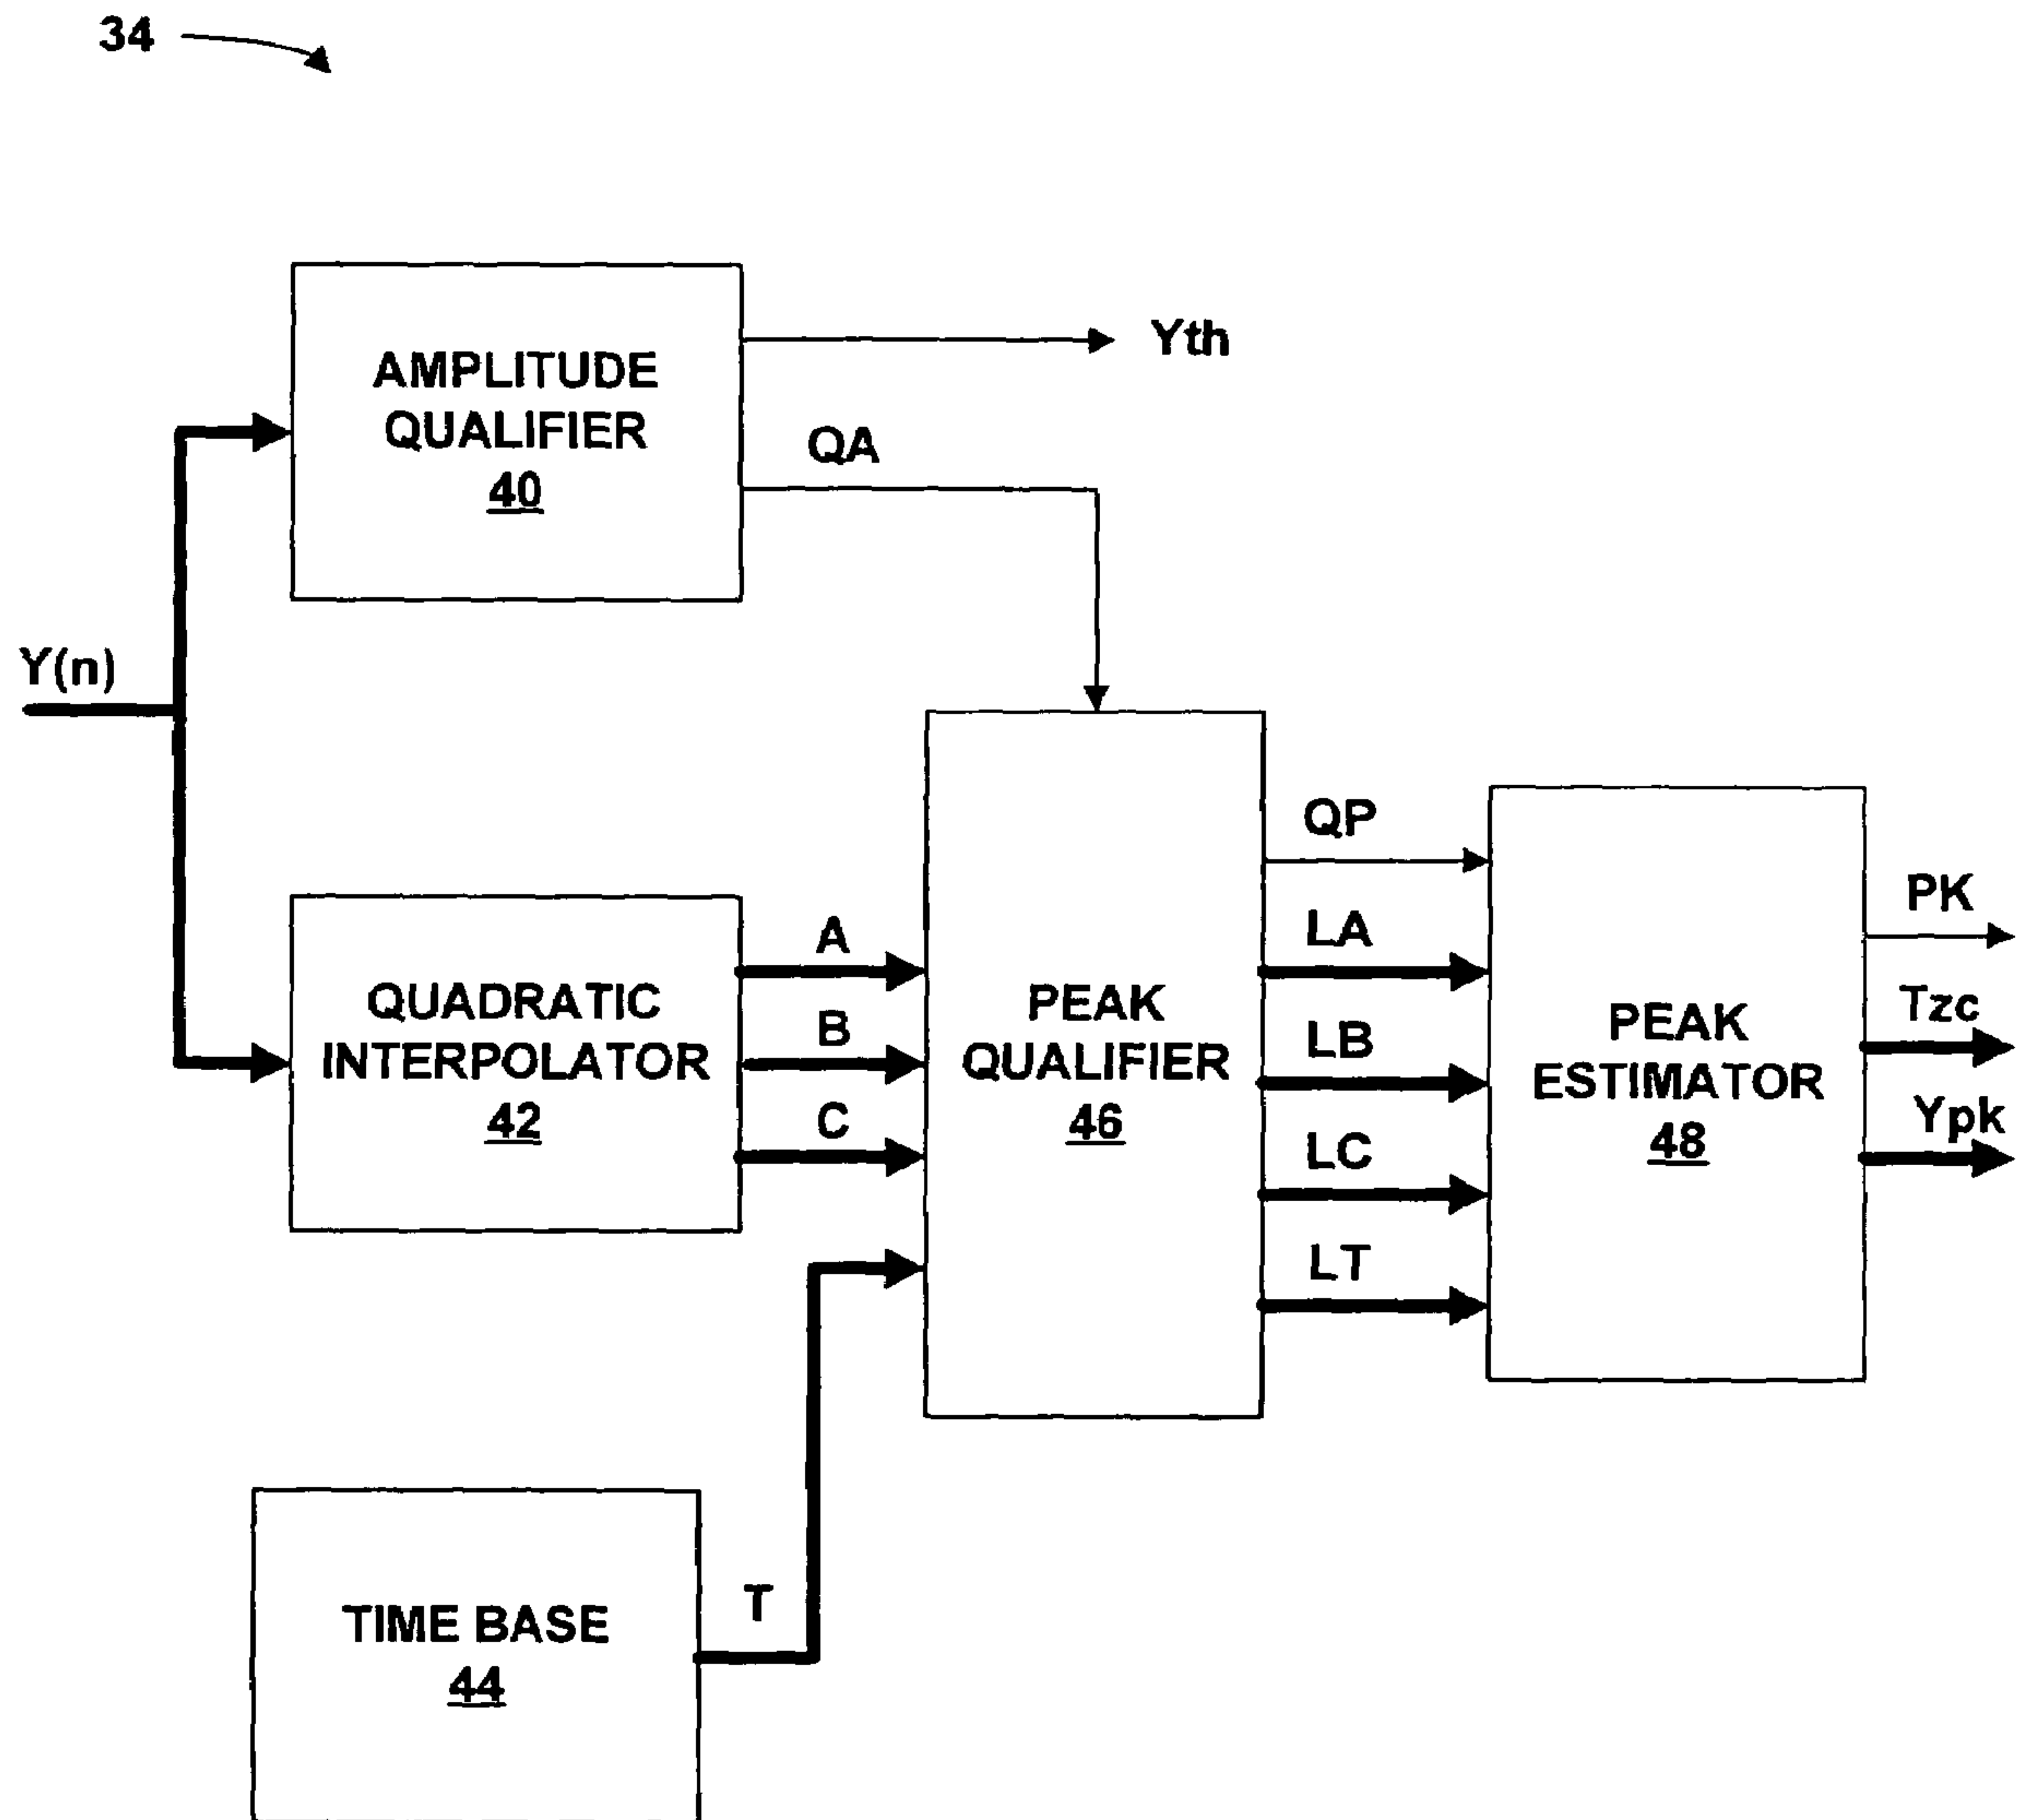 34
AMPLITUDE
QUALIFIER
40
Yth
QA
Y(n)
QUADRATIC
INTERPOLATOR
42
A
B
C
PEAK
QUALIFIER
46
QP
LA
LB
LC
LT
PEAK
ESTIMATOR
48
PK
Tzc
Ypk
TIME BASE
44
T